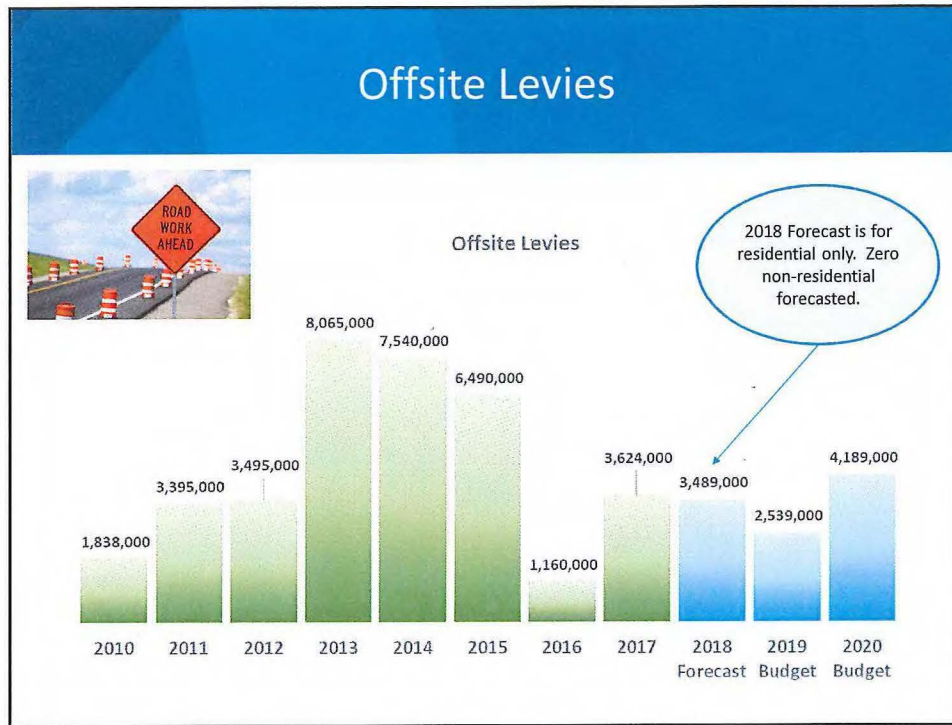 Offsite Levies
ROAD
WORK
AHEAD
Offsite Levies
2018 Forecast is for
residential only. Zero
non-residential
forecasted.
1,838,000
3,395,000
3,495,000
8,065,000
7,540,000
6,490,000
1,160,000
3,624,000
3,489,000
2,539,000
4,189,000
2010 2011 2012 2013 2014 2015 2016 2017 2018 2019 2020
Forecast Budget Budget